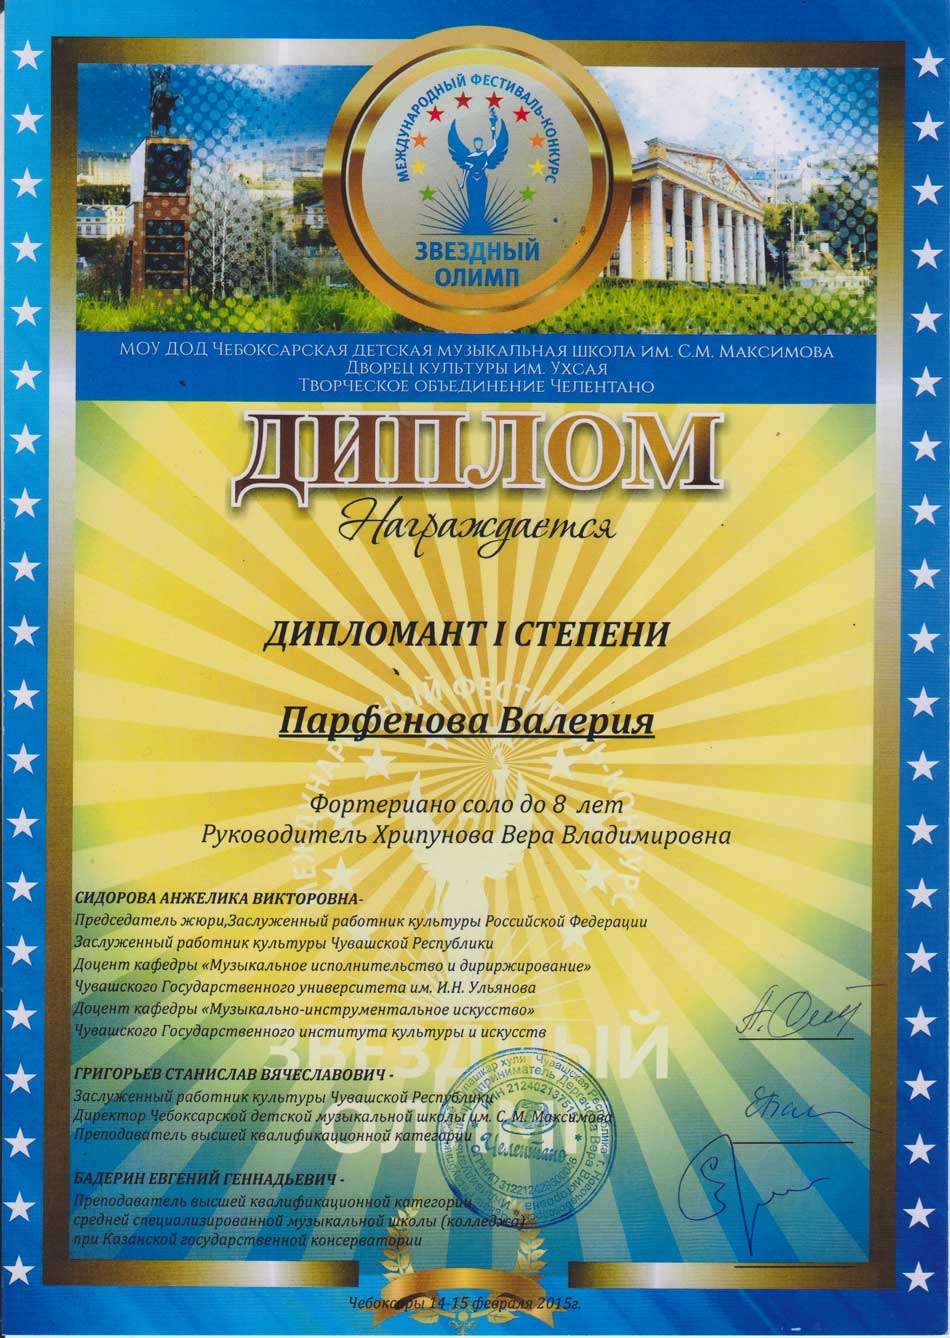 МЕЖДУНАРОДНЫЙ ФЕСТИВАЛЬ-КОНКУРС
ЗВЕЗДНЫЙ
ОЛИМП
МОУ ДОД Чебоксарская детская музыкальная школа им. С.М. Максимова
Дворец культуры им. Ухсая
Творческое объединение Челентано
ДИПЛОМ
Награждается
ДИПЛОМАНТ I СТЕПЕНИ
Парфенова Валерия
Фортериано соло до 8 лет
Руководитель Хрипунова Вера Владимировна
СИДОРОВА АНЖЕЛИКА ВИКТОРОВНА-
Председатель жюри,Заслуженный работник культуры Российской Федерации
Заслуженный работник культуры Чувашской Республики
Доцент кафедры «Музыкальное исполнительство и дириржирование»
Чувашского Государственного университета им. И.Н. Ульянова
Доцент кафедры «Музыкально-инструментальное искусство»
Чувашского Государственного института культуры и искусств
ГРИГОРЬЕВ СТАНИСЛАВ ВЯЧЕСЛАВОВИЧ -
Заслуженный работник культуры Чувашской Республики
Директор Чебоксарской детской музыкальной школы им. С. М. Максимова
Преподаватель высшей квалификационной категории
Челентано
БАДЕРИН ЕВГЕНИЙ ГЕННАДЬЕВИЧ -
Преподаватель высшей квалификационной категории
средней специализированной музыкальной школы (колледжа)
при Казанской государственной консерватории
Чебоксары 14-15 февраля 2015г.